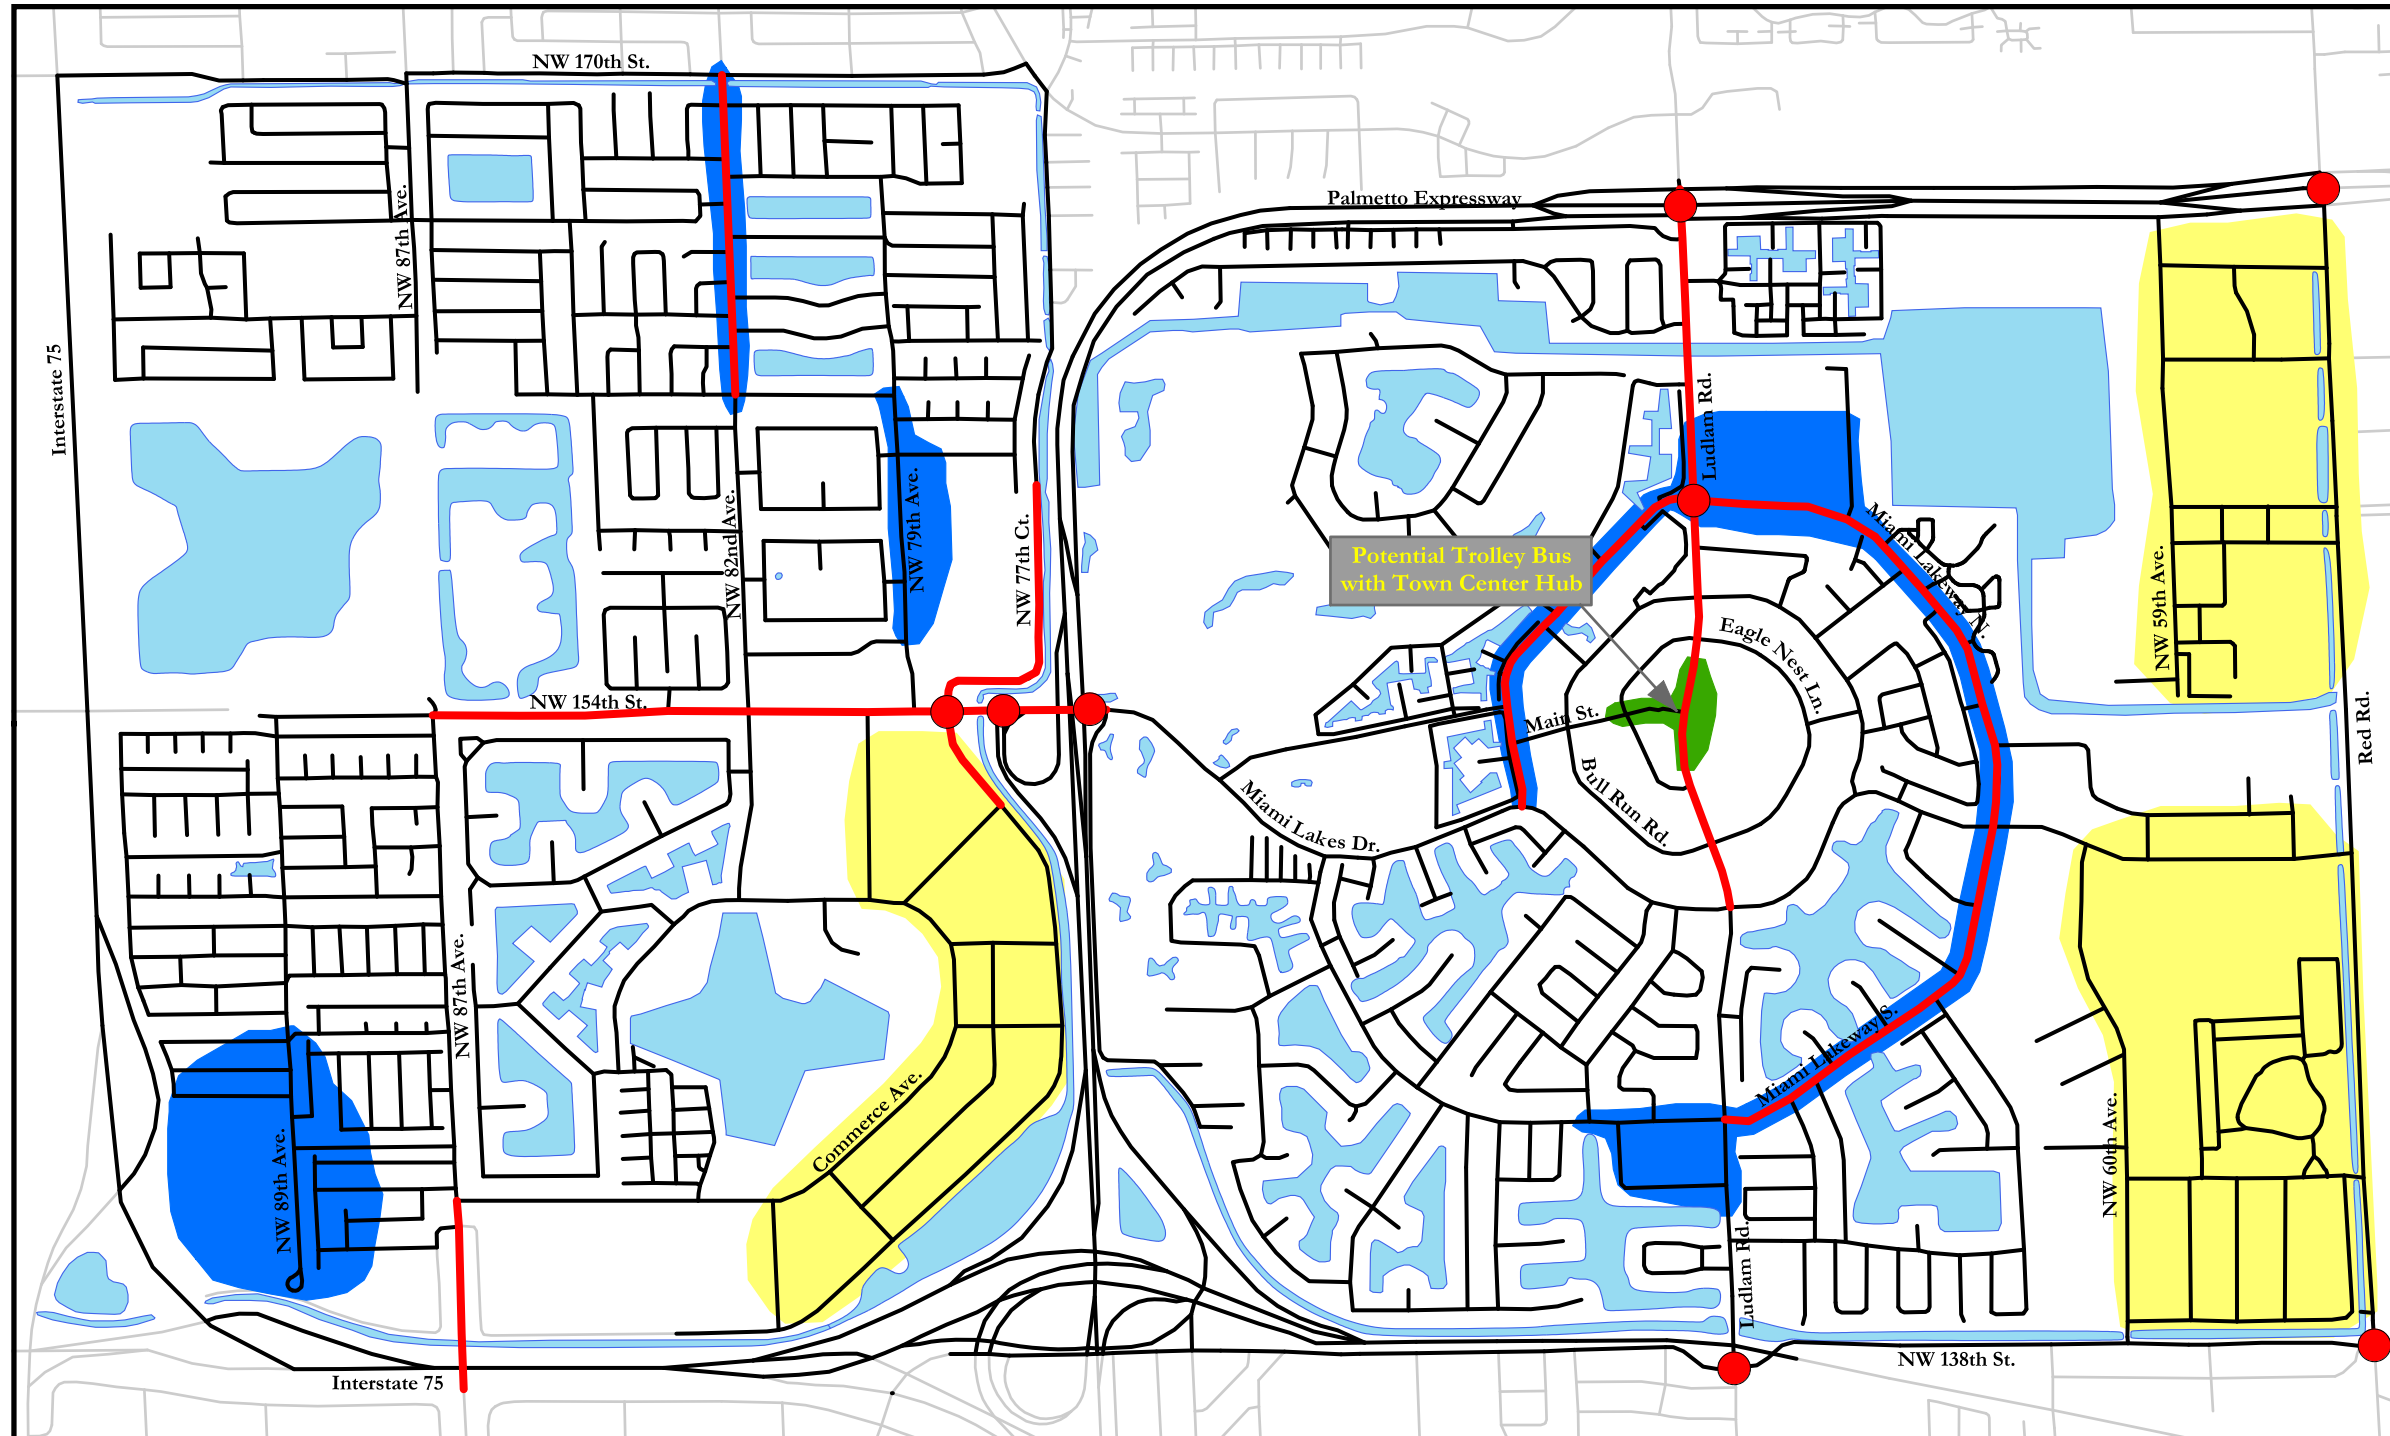 NW 170th St.
Palmetto Expressway
NW 87th Ave.
Interstate 75
Ludlam Rd.
NW 82nd Ave.
NW 79th Ave.
NW 77th Ct.
Miami Lakeway N.
Potential Trolley Bus
with Town Center Hub
NW 59th Ave.
Eagle Nest Ln.
NW 154th St.
Main St.
Red Rd.
Bull Run Rd.
Miami Lakes Dr.
NW 87th Ave.
Miami Lakeway S.
Commerce Ave.
NW 89th Ave.
NW 60th Ave.
Ludlam Rd.
NW 138th St.
Interstate 75